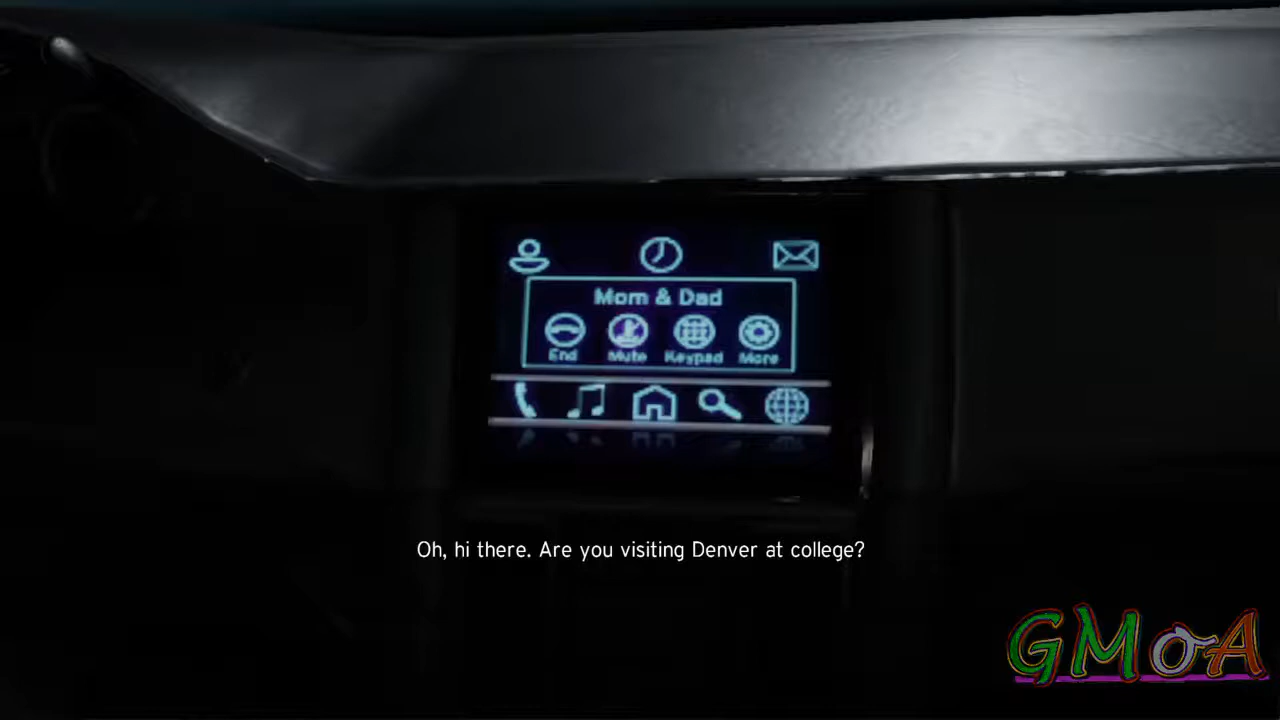 Mom & Dad
End Mute Keypad More
Oh, hi there. Are you visiting Denver at college?
GMoA